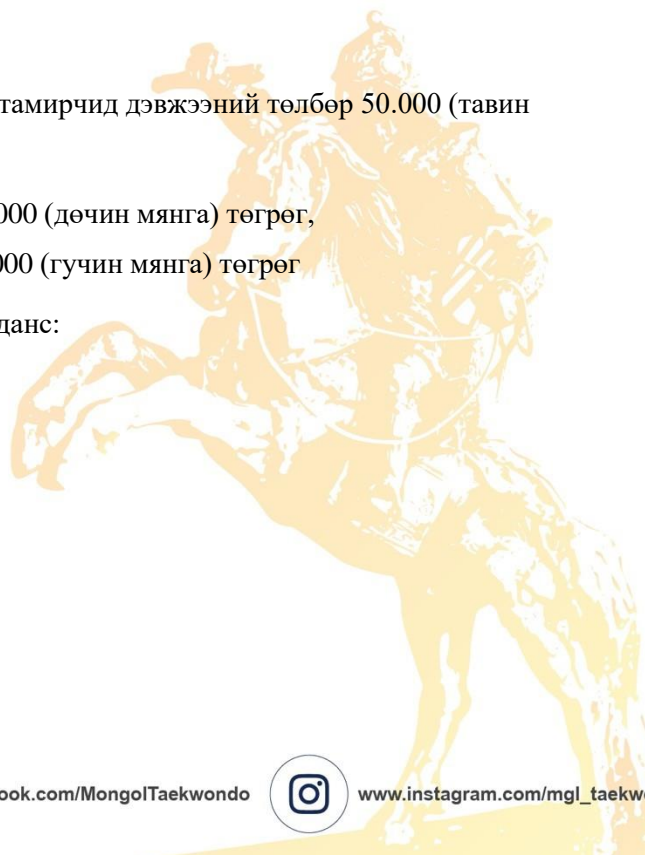 тамирчид дэвжээний төлбөр 50.000 (тавин
000 (дөчин мянга) төгрөг,
000 (гучин мянга) төгрөг
данс:
ook.com/MongolTaekwondo www.instagram.com/mgl_taekw